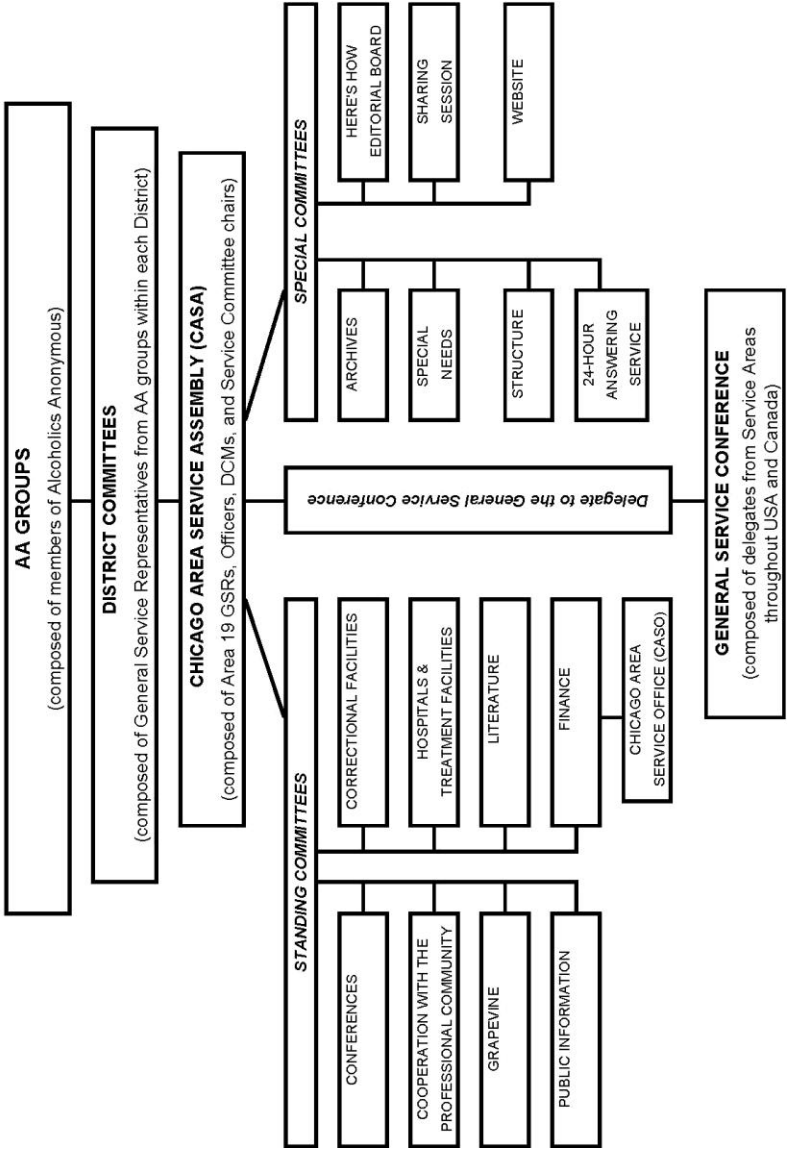 AA GROUPS
(composed of members of Alcoholics Anonymous)
DISTRICT COMMITTEES
(composed of General Service Representatives from AA groups within each District)
CHICAGO AREA SERVICE ASSEMBLY (CASA)
(composed of Area 19 GSRs, Officers, DCMs, and Service Committee chairs)
STANDING COMMITTEES
CONFERENCES
COOPERATION WITH THE
PROFESSIONAL COMMUNITY
GRAPEVINE
PUBLIC INFORMATION
CORRECTIONAL FACILITIES
HOSPITALS &
TREATMENT FACILITIES
LITERATURE
FINANCE
CHICAGO AREA
SERVICE OFFICE (CASO)
Delegate to the General Service Conference
SPECIAL COMMITTEES
ARCHIVES
SPECIAL
NEEDS
STRUCTURE
24-HOUR
ANSWERING
SERVICE
HERE'S HOW
EDITORIAL BOARD
SHARING
SESSION
WEBSITE
GENERAL SERVICE CONFERENCE
(composed of delegates from Service Areas
throughout USA and Canada)